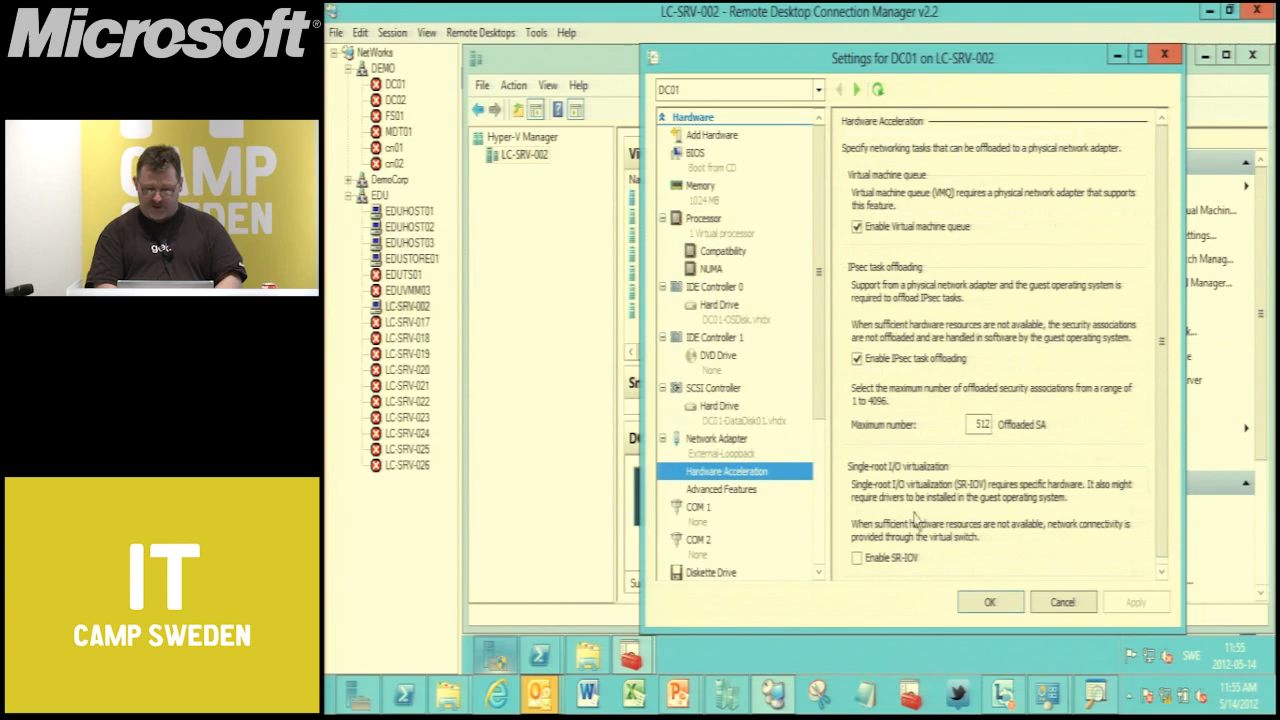 Microsoft®
CAMP
SWEDEN
IT
CAMP SWEDEN
LC-SRV-002 - Remote Desktop Connection Manager v2.2
File Edit Session View Remote Desktops Tools Help
NetWorks
DEMO
DC01
DC02
FS01
MDT01
cn01
cn02
DemoCorp
EDU
EDUHOST01
EDUHOST02
EDUHOST03
EDUSTORE01
EDUTS01
EDUVMM03
LC-SRV-002
LC-SRV-017
LC-SRV-018
LC-SRV-019
LC-SRV-020
LC-SRV-021
LC-SRV-022
LC-SRV-023
LC-SRV-024
LC-SRV-025
LC-SRV-026
File Action View Help
Hyper-V Manager
LC-SRV-002
Settings for DC01 on LC-SRV-002
DC01
Hardware
Add Hardware
BIOS
Boot from CD
Memory
1024 MB
Processor
1 Virtual processor
Compatibility
NUMA
IDE Controller 0
Hard Drive
DC01-OSDisk.vhdx
IDE Controller 1
DVD Drive
None
SCSI Controller
Hard Drive
DC01-DataDisk01.vhdx
Network Adapter
External-Loopback
Hardware Acceleration
Advanced Features
COM 1
None
COM 2
None
Diskette Drive
Hardware Acceleration
Specify networking tasks that can be offloaded to a physical network adapter.
Virtual machine queue
Virtual machine queue (VMQ) requires a physical network adapter that supports
this feature.
Enable Virtual machine queue
IPsec task offloading
Support from a physical network adapter and the guest operating system is
required to offload IPsec tasks.
When sufficient hardware resources are not available, the security associations
are not offloaded and are handled in software by the guest operating system.
Enable IPsec task offloading
Select the maximum number of offloaded security associations from a range of
1 to 4096.
Maximum number: 512 Offloaded SA
Single-root I/O virtualization
Single-root I/O virtualization (SR-IOV) requires specific hardware. It also might
require drivers to be installed in the guest operating system.
When sufficient hardware resources are not available, network connectivity is
provided through the virtual switch.
Enable SR-IOV
OK Cancel Apply
ual Machin...
ttings...
tch Manag...
Manager...
SWE
11:55
2012-05-14
11:55 AM
5/14/2012